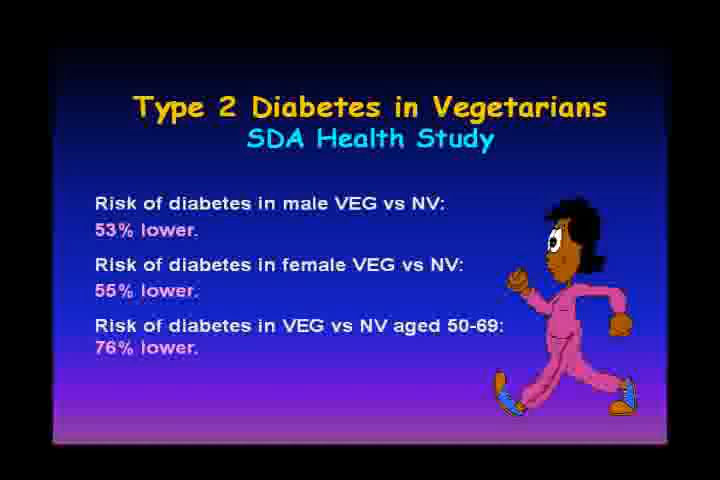 Type 2 Diabetes in Vegetarians
SDA Health Study
Risk of diabetes in male VEG vs NV:
53% lower.
Risk of diabetes in female VEG vs NV:
55% lower.
Risk of diabetes in VEG vs NV aged 50-69:
76% lower.